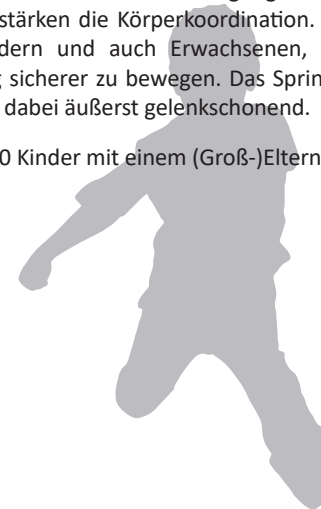 stärken die Körperkoordination.
dern und auch Erwachsenen,
g sicherer zu bewegen. Das Sprin
dabei äußerst gelenkschonend.
0 Kinder mit einem (Groß-)Eltern